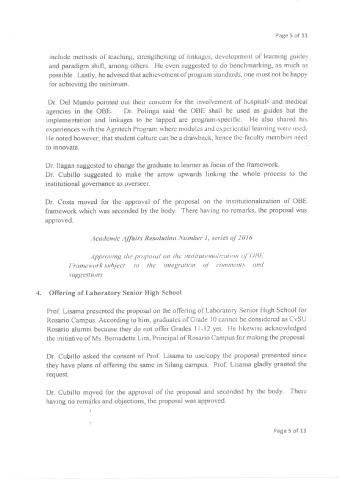 Page 5 of 13
include methods of teaching, strengthening of linkages, development of learning guides
and paradigm shift, among others. He even suggested to do benchmarking, as much as
possible. Lastly, he advised that achievement of program standards, one must not be happy
for achieving the minimum.
Dr. Del Mundo pointed out their concern for the involvement of hospitals and medical
agencies in the OBE. Dr. Polinga said the OBE shall be used as guides but the
implementation and linkages to be tapped are program-specific. He also shared his
experiences with the Agritech Program where modules and experiential learning were used.
He noted however, that student culture can be a drawback, hence the faculty members need
to innovate.
Dr. Ilagan suggested to change the graduate to learner as focus of the framework.
Dr. Cubillo suggested to make the arrow upwards linking the whole process to the
institutional governance as overseer.
Dr. Costa moved for the approval of the proposal on the institutionalization of OBE
framework which was seconded by the body. There having no remarks, the proposal was
approved.
Academic Affairs Resolution Number 1, series of 2016
Approving the proposal on the institutionalization of OBE
Framework subject to the integration of comments and
suggestions
4. Offering of Laboratory Senior High School
Prof. Lisama presented the proposal on the offering of Laboratory Senior High School for
Rosario Campus. According to him, graduates of Grade 10 cannot be considered as CvSU
Rosario alumni because they do not offer Grades 11-12 yet. He likewise acknowledged
the initiative of Ms. Bernadette Lim, Principal of Rosario Campus for making the proposal.
Dr. Cubillo asked the consent of Prof. Lisama to use/copy the proposal presented since
they have plans of offering the same in Silang campus. Prof. Lisama gladly granted the
request.
Dr. Cubillo moved for the approval of the proposal and seconded by the body. There
having no remarks and objections, the proposal was approved.
Page 5 of 13